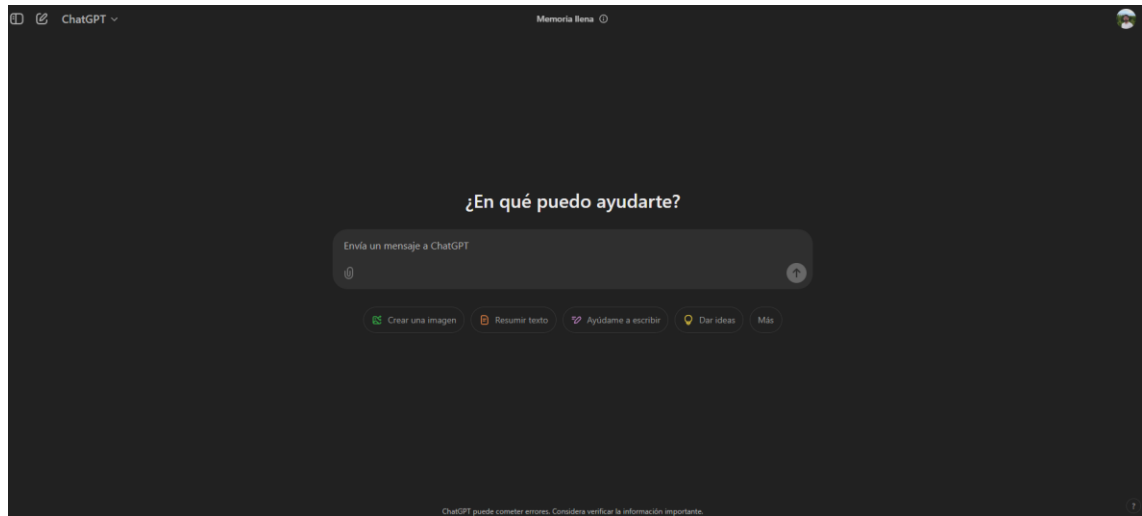 ChatGPT
Memoria llena
¿En qué puedo ayudarte?
Envía un mensaje a ChatGPT
Crear una imagen
Resumir texto
Ayúdame a escribir
Dar ideas
Más
ChatGPT puede cometer errores. Considera verificar la información importante.
?